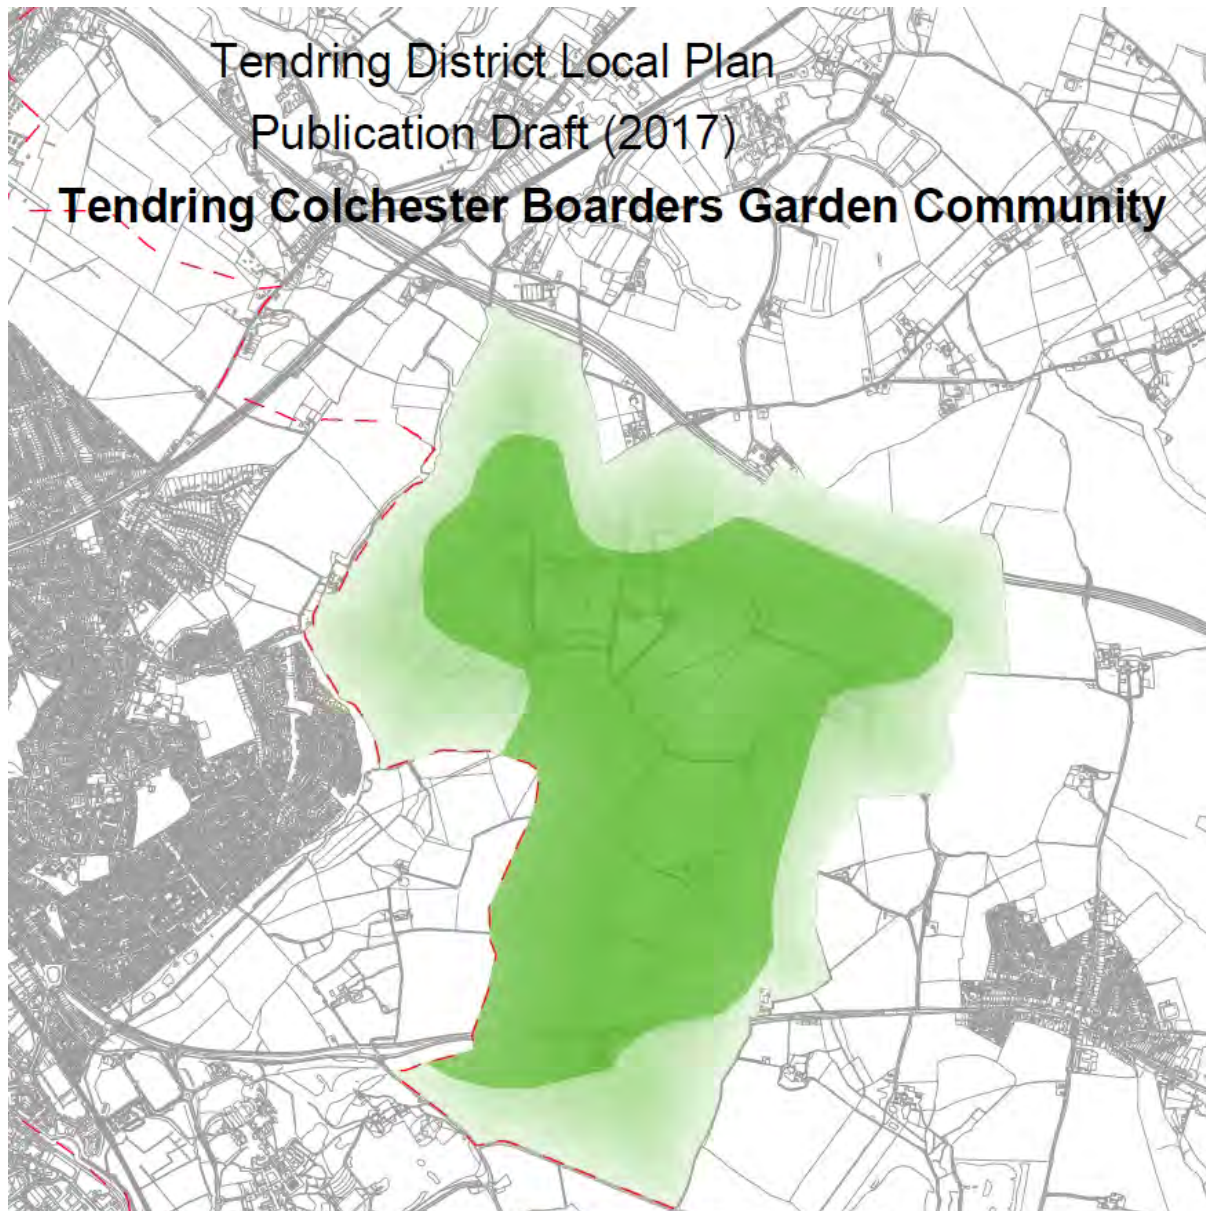 Tendring District Local Plan
Publication Draft (2017)
Tendring Colchester Boarders Garden Community